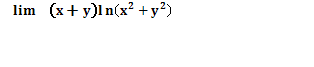 lim (x+ y)ln(x² +y²)